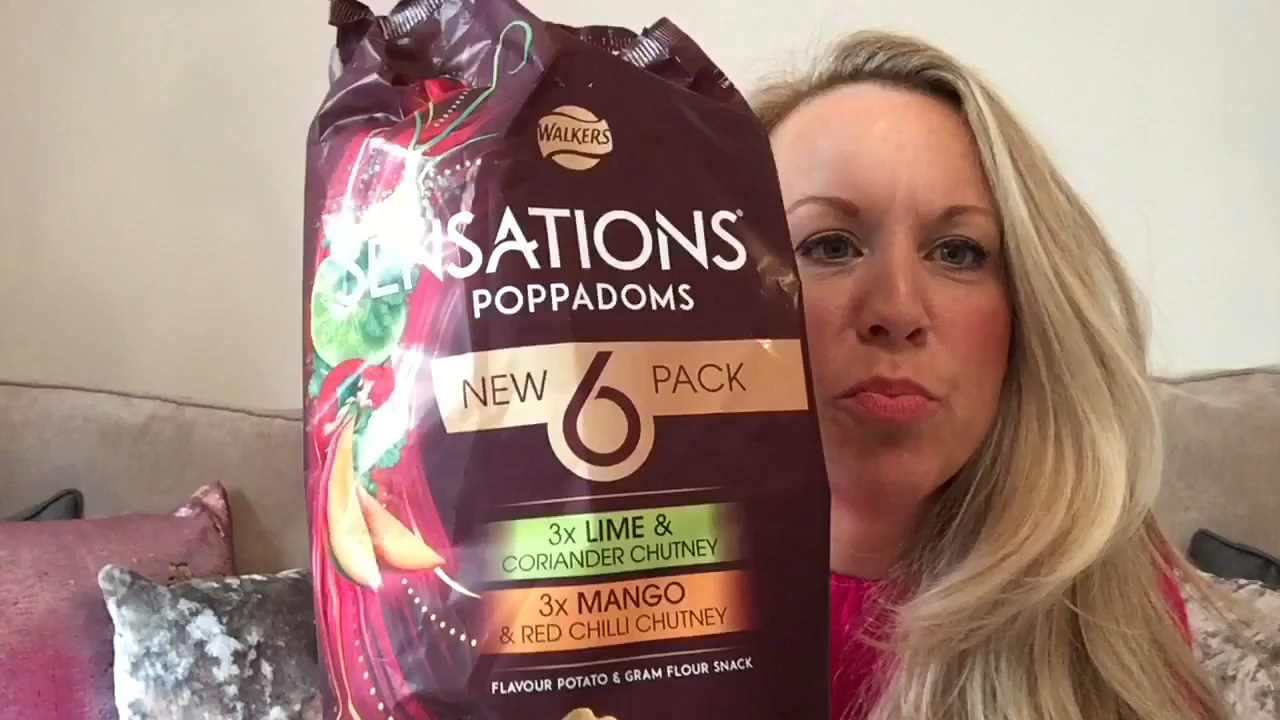 WALKERS
SENSATIONS®
POPPADOMS
NEW 6 PACK
3x LIME &
CORIANDER CHUTNEY
3x MANGO
& RED CHILLI CHUTNEY
FLAVOUR POTATO & GRAM FLOUR SNACK